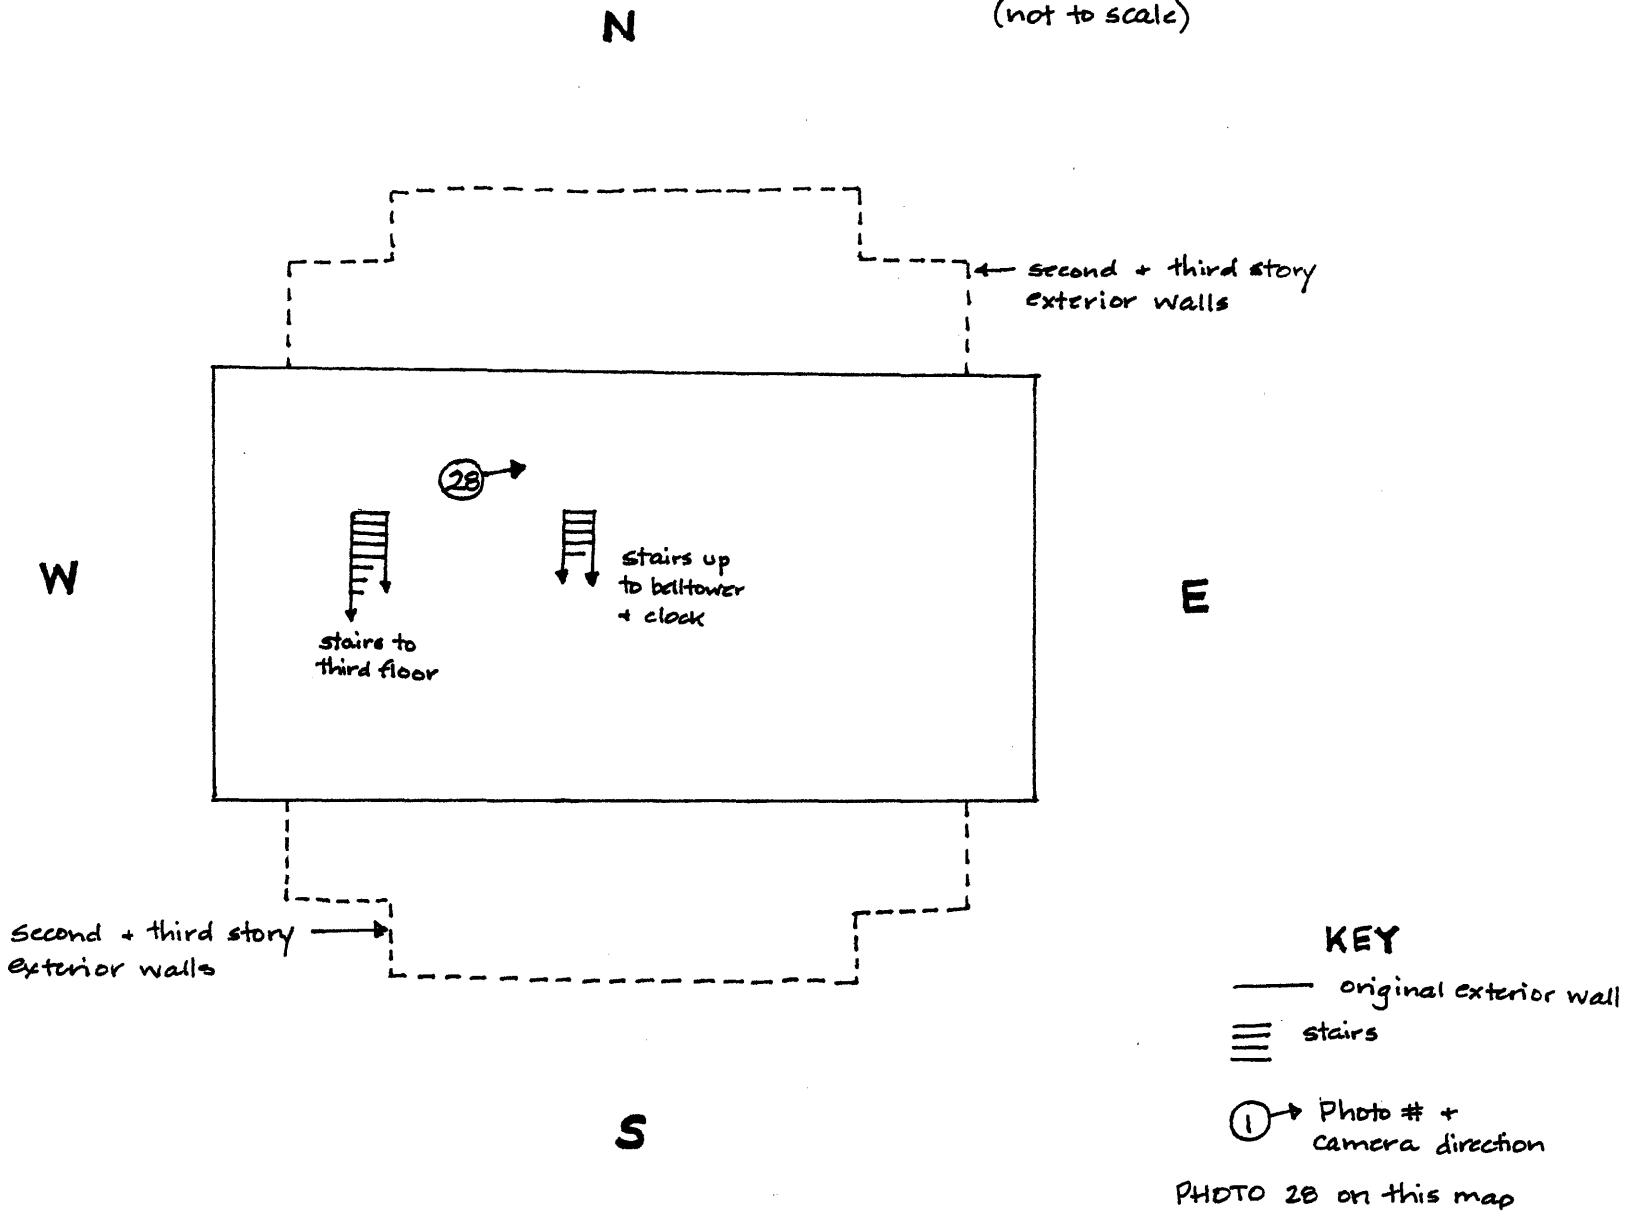 N
(not to scale)
second + third story
exterior walls
28
stairs up
to belltower
+ clock
W
E
stairs to
third floor
second + third story
exterior walls
KEY
original exterior wall
stairs
1
Photo # +
camera direction
S
PHOTO 28 on this map